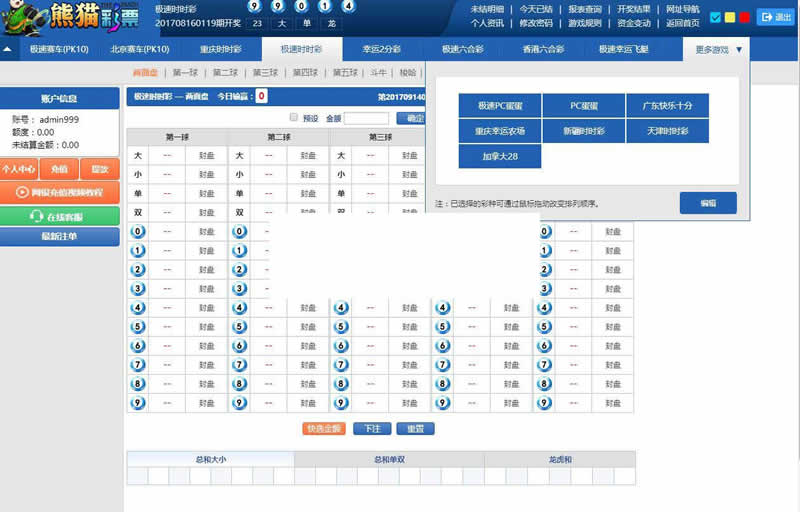 熊猫彩票
极速时时彩
201708160119期开奖 23 大 单 龙
9 9 0 1 4
未结明细 | 今天已结 | 报表查询 | 开奖结果 | 网址导航
个人资讯 | 修改密码 | 游戏规则 | 资金变动 | 返回首页
退出
极速赛车(PK10) 北京赛车(PK10) 重庆时时彩 极速时时彩 幸运2分彩 极速六合彩 香港六合彩 极速幸运飞艇 更多游戏 ▼
两面盘 | 第一球 | 第二球 | 第三球 | 第四球 | 第五球 | 斗牛 | 梭哈 |
账户信息
账号: admin999
额度: 0.00
未结算金额: 0.00
个人中心 充值 提款
网银充值视频教程
在线客服
最新注单
极速时时彩 — 两面盘 今日输赢: 0 第201709140
预设 金额 确定
极速PC蛋蛋 PC蛋蛋 广东快乐十分
重庆幸运农场 新疆时时彩 天津时时彩
加拿大28
注:已选择的彩种可通过鼠标拖动改变排列顺序。
编辑
第一球 第二球 第三球
大 -- 封盘 大 -- 封盘 大 -- 封盘
小 -- 封盘 小 -- 封盘 小 -- 封盘
单 -- 封盘 单 -- 封盘 单 -- 封盘
双 -- 封盘 双 -- 封盘 双
0 -- 封盘 0 - 0 -- 封盘
1 -- 封盘 1 - 1 -- 封盘
2 -- 封盘 2 - 2 -- 封盘
3 -- 封盘 3 - 3 -- 封盘
4 -- 封盘 4 -- 封盘 4 -- 封盘 4 -- 封盘 4 -- 封盘
5 -- 封盘 5 -- 封盘 5 -- 封盘 5 -- 封盘 5 -- 封盘
6 -- 封盘 6 -- 封盘 6 -- 封盘 6 -- 封盘 6 -- 封盘
7 -- 封盘 7 -- 封盘 7 -- 封盘 7 -- 封盘 7 -- 封盘
8 -- 封盘 8 -- 封盘 8 -- 封盘 8 -- 封盘 8 -- 封盘
9 -- 封盘 9 -- 封盘 9 -- 封盘 9 -- 封盘 9 -- 封盘
快选金额 下注 重置
总和大小 总和单双 龙虎和